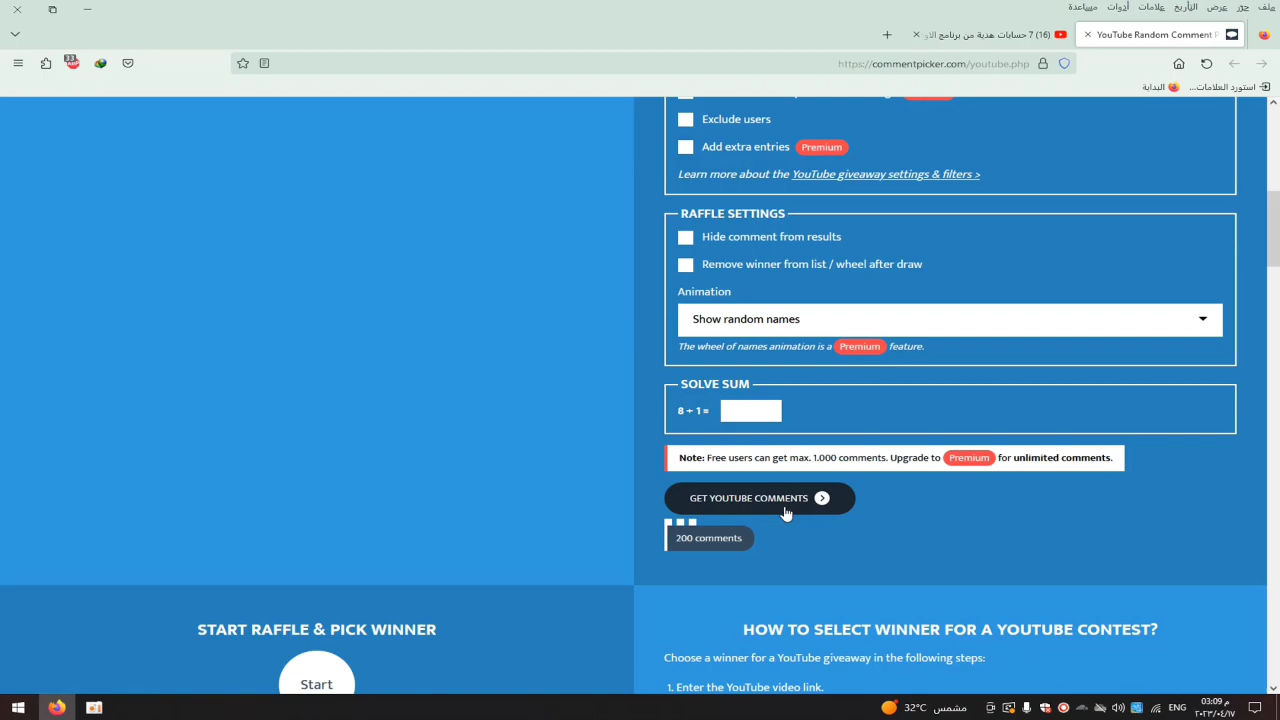 ملف تحرير عرض التأريخ علامات أدوات مساعدة
YouTube Random Comment P
(16) 7 حسابات هدية من برنامج الاو
https://commentpicker.com/youtube.php
33
استورد العلامات...
البداية
Exclude users
Add extra entries Premium
Learn more about the YouTube giveaway settings & filters >
RAFFLE SETTINGS
Hide comment from results
Remove winner from list / wheel after draw
Animation
Show random names
The wheel of names animation is a Premium feature.
SOLVE SUM
8 + 1 =
Note: Free users can get max. 1.000 comments. Upgrade to Premium for unlimited comments.
GET YOUTUBE COMMENTS
200 comments
START RAFFLE & PICK WINNER
Start
HOW TO SELECT WINNER FOR A YOUTUBE CONTEST?
Choose a winner for a YouTube giveaway in the following steps:
1. Enter the YouTube video link.
32°C مشمس
ENG
03:09 م
٢٠٢٣/٠٤/١٧